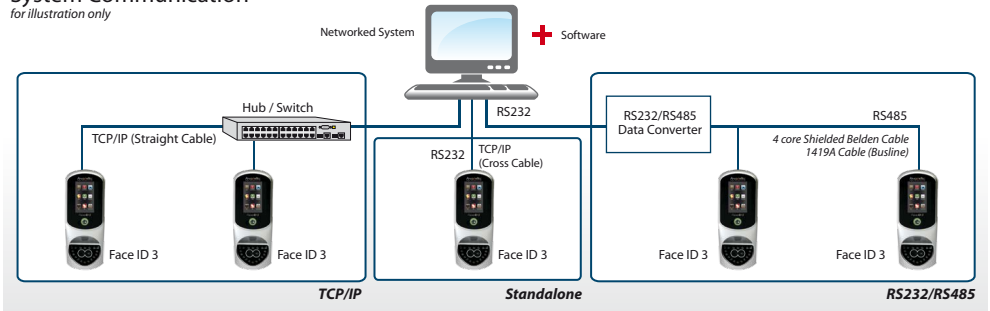 System Communication
for illustration only
Networked System
Software
Hub / Switch
TCP/IP (Straight Cable)
Face ID 3
Face ID 3
TCP/IP
RS232
RS232
TCP/IP
(Cross Cable)
Face ID 3
Standalone
RS232/RS485
Data Converter
RS485
4 core Shielded Belden Cable
1419A Cable (Busline)
Face ID 3
Face ID 3
RS232/RS485